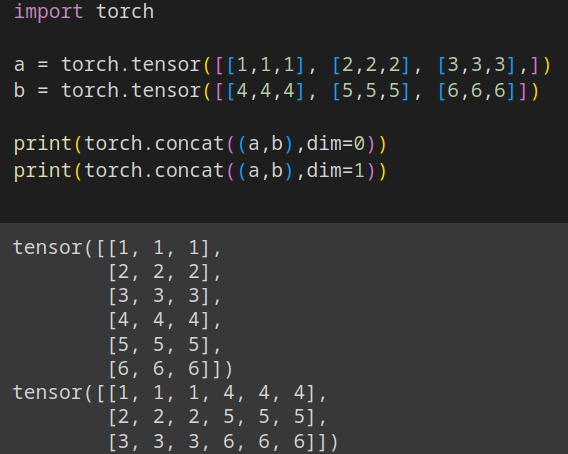 import torch
a = torch.tensor([[1,1,1], [2,2,2], [3,3,3],])
b = torch.tensor([[4,4,4], [5,5,5], [6,6,6]])
print(torch.concat((a,b),dim=0))
print(torch.concat((a,b),dim=1))
tensor([[1, 1, 1],
        [2, 2, 2],
        [3, 3, 3],
        [4, 4, 4],
        [5, 5, 5],
        [6, 6, 6]])
tensor([[1, 1, 1, 4, 4, 4],
        [2, 2, 2, 5, 5, 5],
        [3, 3, 3, 6, 6, 6]])